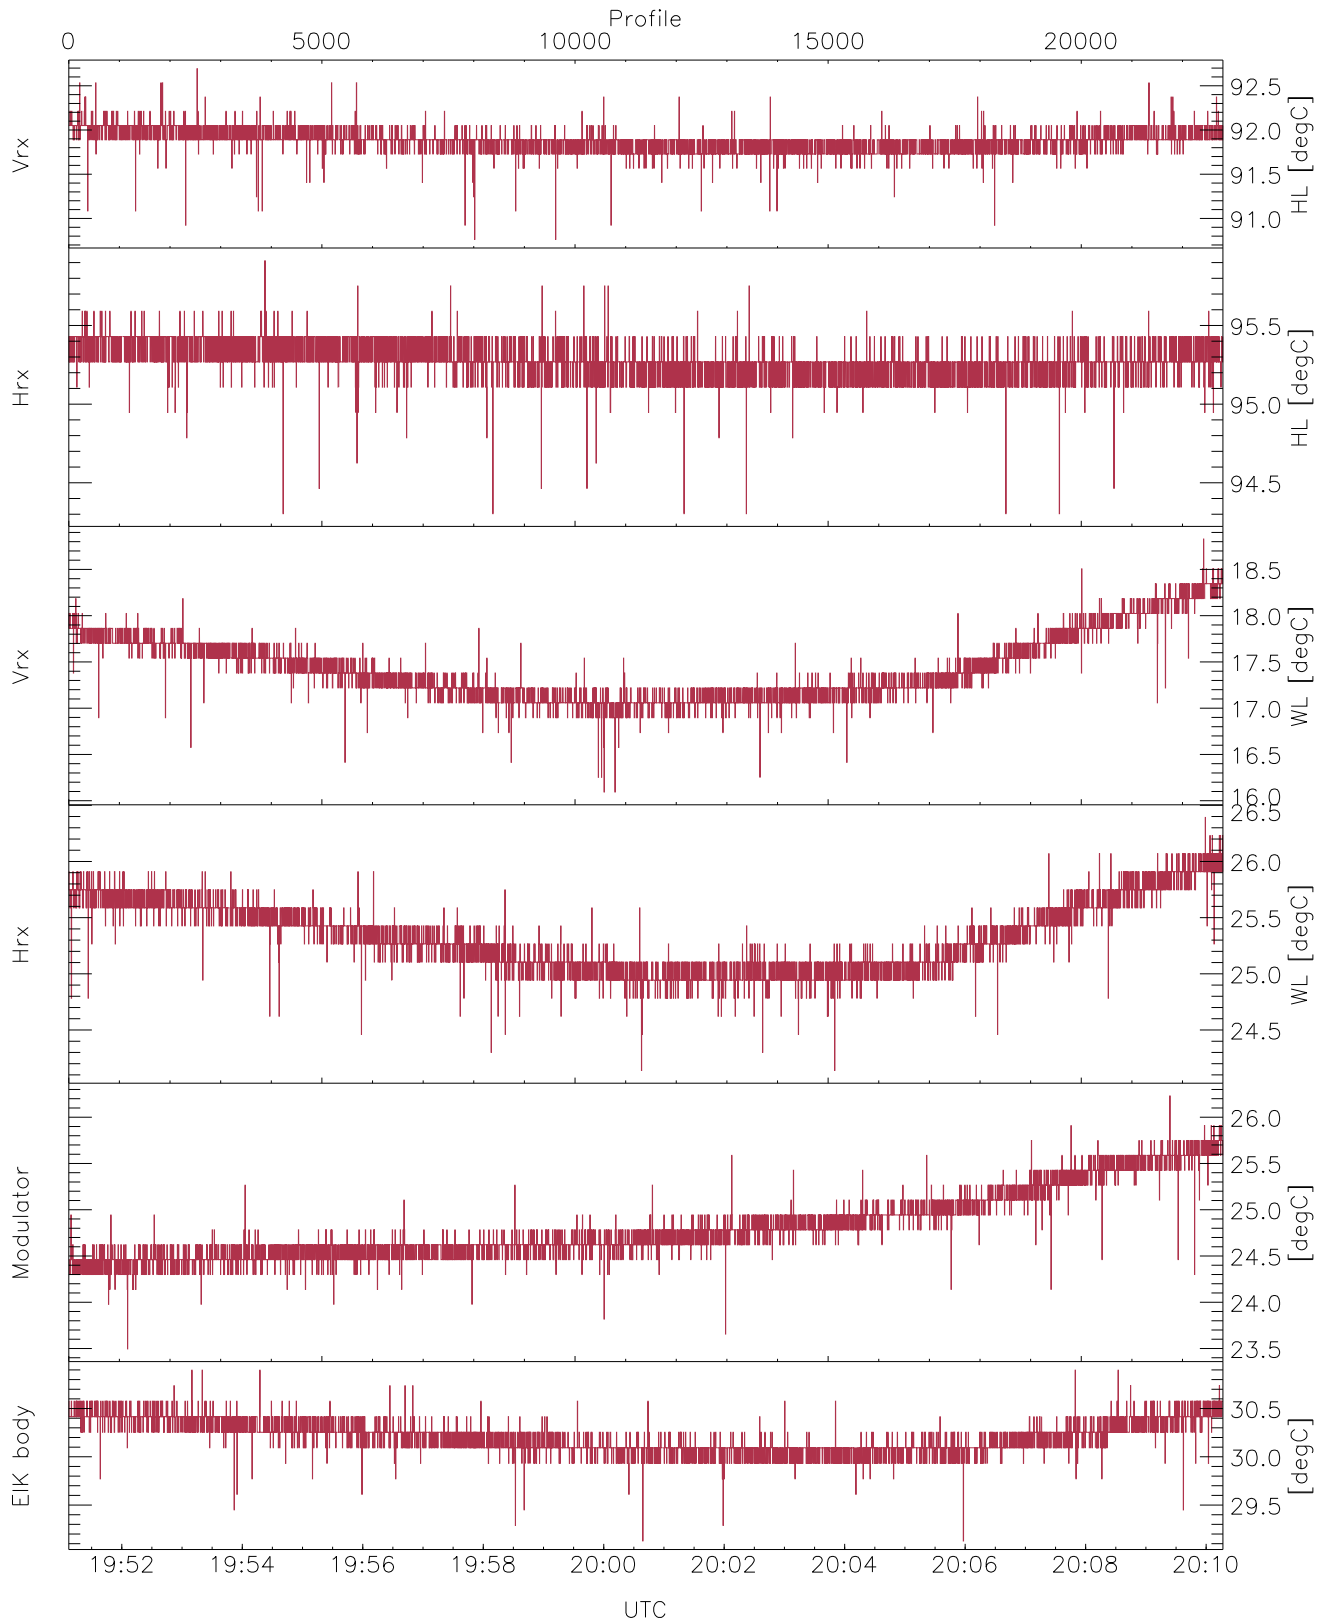 Profile
0 5000 10000 15000 20000
Vrx
92.5
92.0
91.5
91.0
HL [degC]
Hrx
95.5
95.0
94.5
HL [degC]
Vrx
18.5
18.0
17.5
17.0
16.5
16.0
WL [degC]
Hrx
26.5
26.0
25.5
25.0
24.5
WL [degC]
Modulator
26.0
25.5
25.0
24.5
24.0
23.5
[degC]
EIK body
30.5
30.0
29.5
[degC]
19:52 19:54 19:56 19:58 20:00 20:02 20:04 20:06 20:08 20:10
UTC